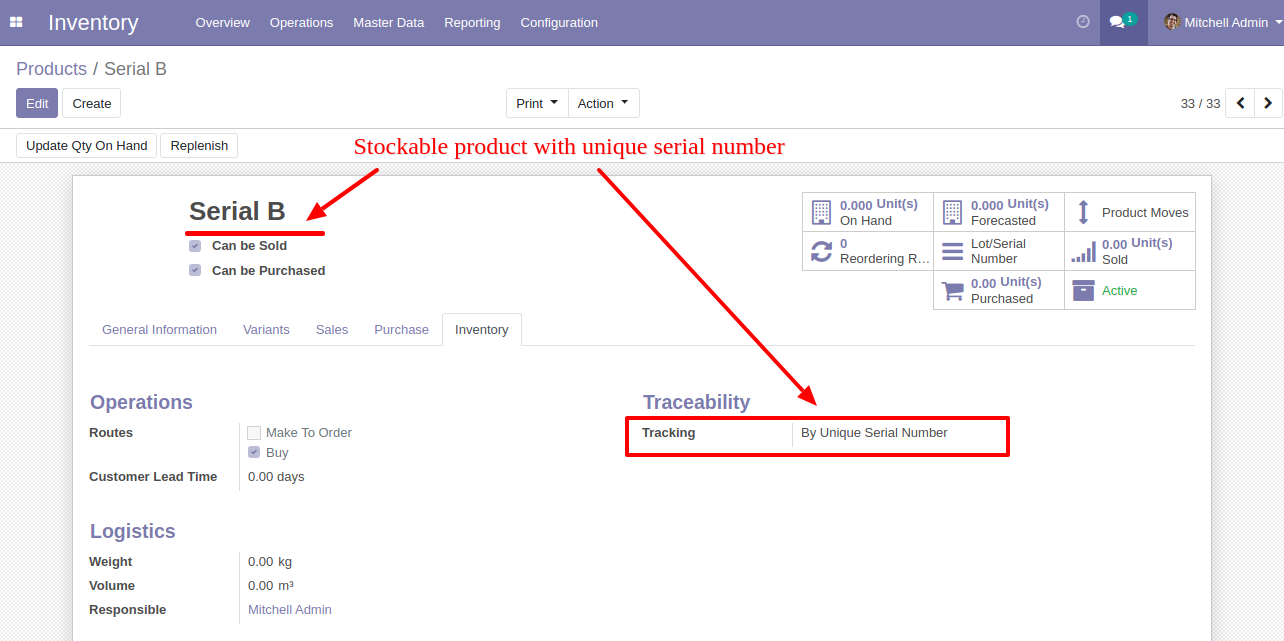 Inventory Overview Operations Master Data Reporting Configuration 1 Mitchell Admin
Products / Serial B
Edit Create Print Action 33 / 33
Update Qty On Hand Replenish Stockable product with unique serial number
Serial B
Can be Sold
Can be Purchased
0.000 Unit(s)
On Hand
0.000 Unit(s)
Forecasted
Product Moves
0
Reordering R...
Lot/Serial
Number
0.00 Unit(s)
Sold
0.00 Unit(s)
Purchased
Active
General Information Variants Sales Purchase Inventory
Operations
Routes Make To Order
Buy
Customer Lead Time 0.00 days
Traceability
Tracking By Unique Serial Number
Logistics
Weight 0.00 kg
Volume 0.00 m³
Responsible Mitchell Admin